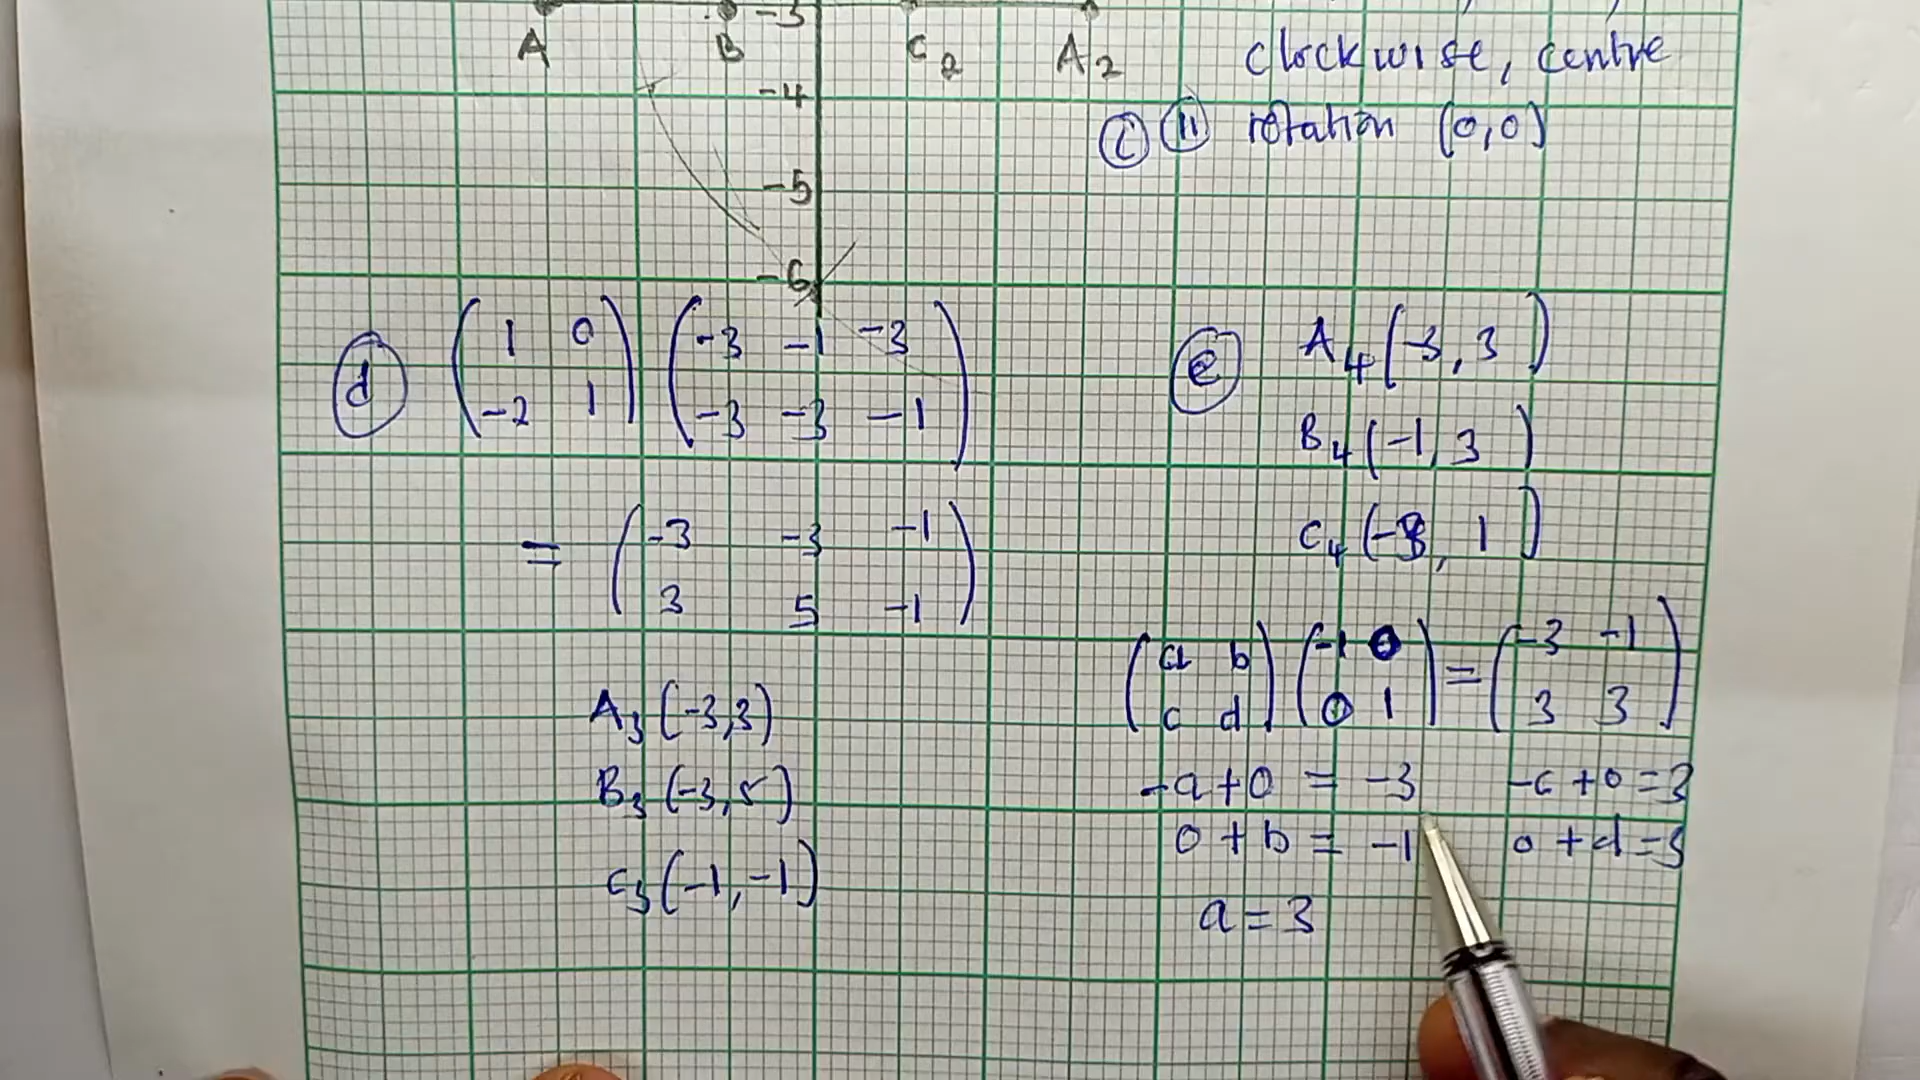 -3
A B C2 A2
-4
-5
-6
clockwise, centre
(i) (ii) rotation (0,0)
(d) (1 0 / -2 1) (-3 -1 -3 / -3 -3 -1)
= (-3 -3 -1 / 3 5 -1)
A3 (-3,3)
B3 (-3,5)
C3 (-1,-1)
(e) A4 (-3, 3)
B4 (-1, 3)
C4 (-3, 1)
(a b / c d) (-1 0 / 0 1) = (-3 -1 / 3 3)
-a+0 = -3 -c+0=3
0+b = -1 0+d=3
a=3